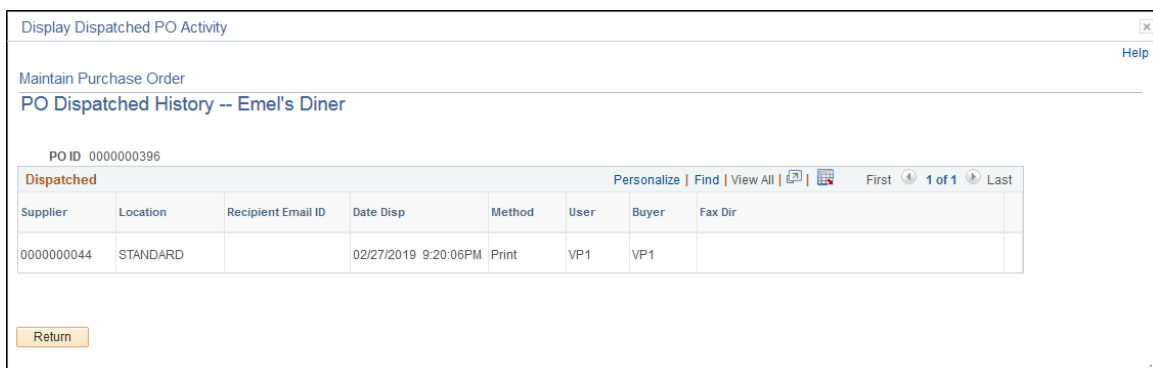 Display Dispatched PO Activity
Help
Maintain Purchase Order
PO Dispatched History -- Emel's Diner
PO ID 0000000396
Dispatched Personalize | Find | View All | | First 1 of 1 Last
Supplier Location Recipient Email ID Date Disp Method User Buyer Fax Dir
0000000044 STANDARD 02/27/2019 9:20:06PM Print VP1 VP1
Return